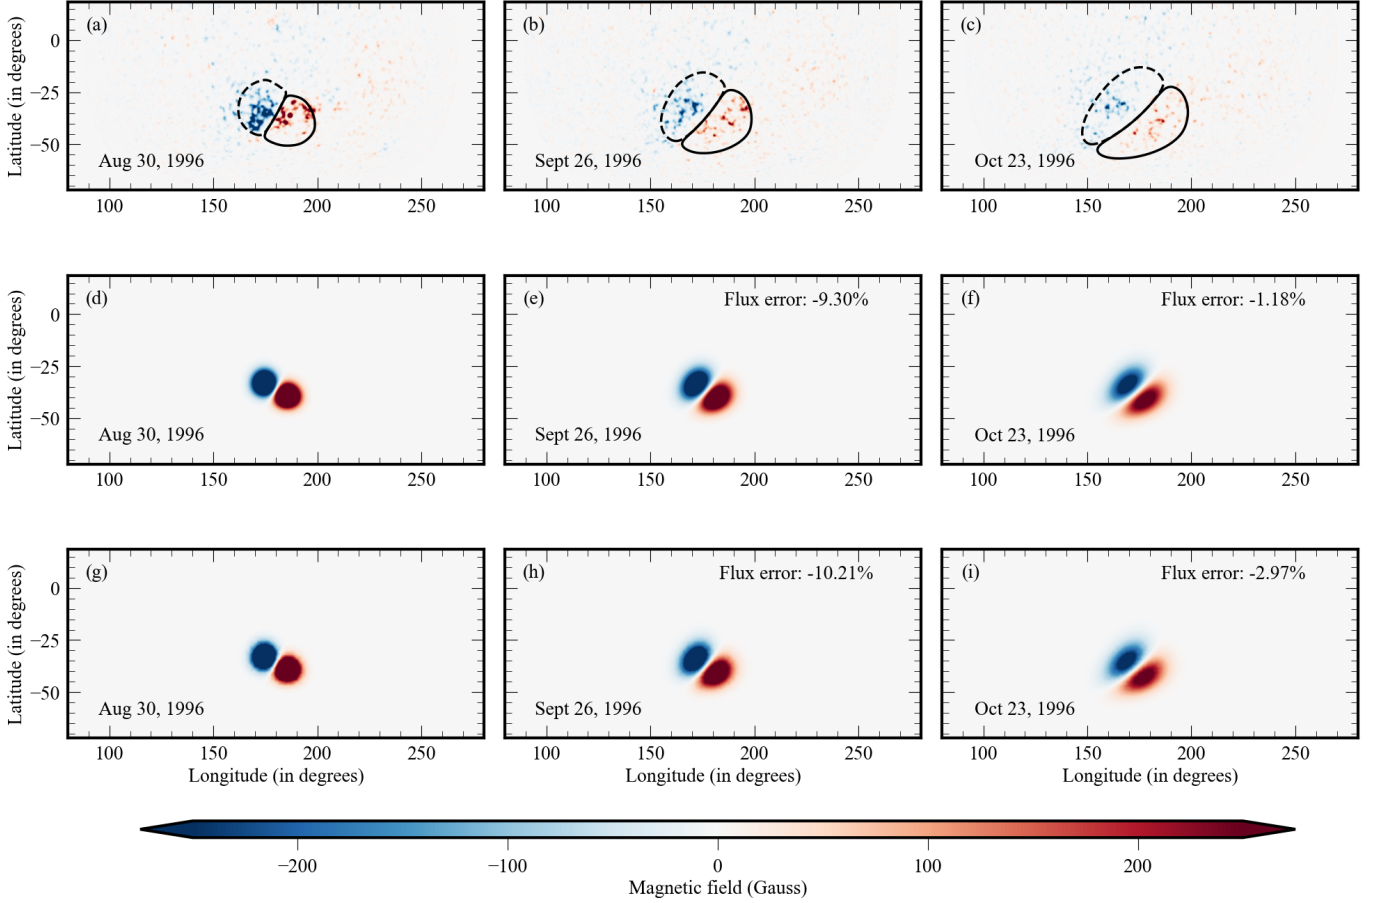 (a)
(b)
(c)
Latitude (in degrees)
0
−25
−50
Aug 30, 1996
Sept 26, 1996
Oct 23, 1996
100 150 200 250
100 150 200 250
100 150 200 250
(d)
(e) Flux error: -9.30%
(f) Flux error: -1.18%
Latitude (in degrees)
0
−25
−50
Aug 30, 1996
Sept 26, 1996
Oct 23, 1996
100 150 200 250
100 150 200 250
100 150 200 250
(g)
(h) Flux error: -10.21%
(i) Flux error: -2.97%
Latitude (in degrees)
0
−25
−50
Aug 30, 1996
Sept 26, 1996
Oct 23, 1996
100 150 200 250
100 150 200 250
100 150 200 250
Longitude (in degrees)
Longitude (in degrees)
Longitude (in degrees)
−200 −100 0 100 200
Magnetic field (Gauss)